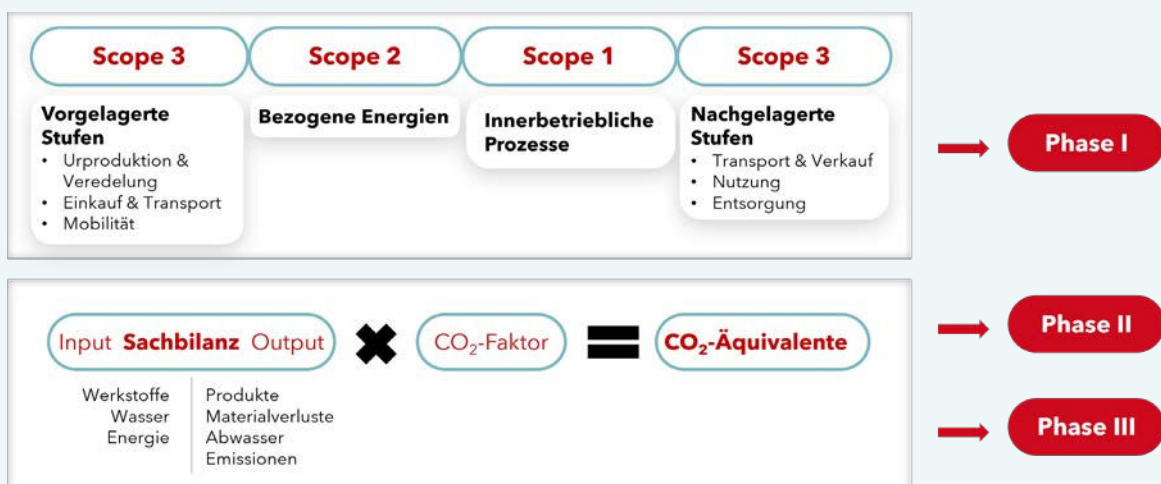 Scope 3
Scope 2
Scope 1
Scope 3
Vorgelagerte
Stufen
• Urproduktion &
Veredelung
• Einkauf & Transport
• Mobilität
Bezogene Energien
Innerbetriebliche
Prozesse
Nachgelagerte
Stufen
• Transport & Verkauf
• Nutzung
• Entsorgung
Phase I
Input Sachbilanz Output
CO₂-Faktor
CO₂-Äquivalente
Werkstoffe
Wasser
Energie
Produkte
Materialverluste
Abwasser
Emissionen
Phase II
Phase III